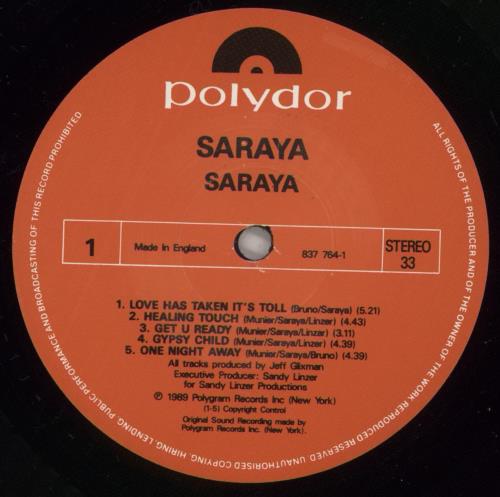 polydor
SARAYA
SARAYA
1
Made in England
837 764-1
STEREO
33
1. LOVE HAS TAKEN IT'S TOLL (Bruno/Saraya) (5.21)
2. HEALING TOUCH (Munier/Saraya/Linzer) (4.43)
3. GET U READY (Munier/Saraya/Linzer) (3.11)
4. GYPSY CHILD (Munier/Saraya/Linzer) (4.39)
5. ONE NIGHT AWAY (Munier/Saraya/Bruno) (4.39)
All tracks produced by Jeff Glixman
Executive Producer: Sandy Linzer
for Sandy Linzer Productions
℗ 1989 Polygram Records Inc (New York)
(1-5) Copyright Control
Original Sound Recording made by
Polygram Records Inc. (New York).
ALL RIGHTS OF THE PRODUCER AND OF THE OWNER OF THE WORK REPRODUCED RESERVED. UNAUTHORISED COPYING, HIRING, LENDING, PUBLIC PERFORMANCE AND BROADCASTING OF THIS RECORD PROHIBITED